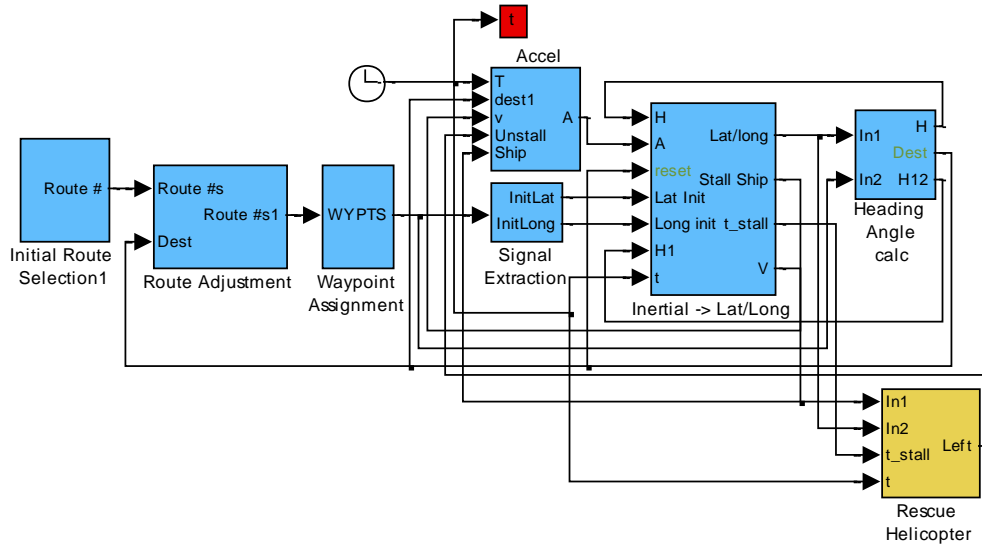 t
Accel
T
dest1
v
Unstall
Ship
A
H
A
reset
Lat Init
Long init
H1
t
Lat/long
Stall Ship
t_stall
V
Inertial -> Lat/Long
In1
In2
H
Dest
H12
Heading
Angle
calc
Route #
Initial Route
Selection1
Route #s
Dest
Route #s1
Route Adjustment
WYPTS
Waypoint
Assignment
InitLat
InitLong
Signal
Extraction
In1
In2
t_stall
t
Left
Rescue
Helicopter